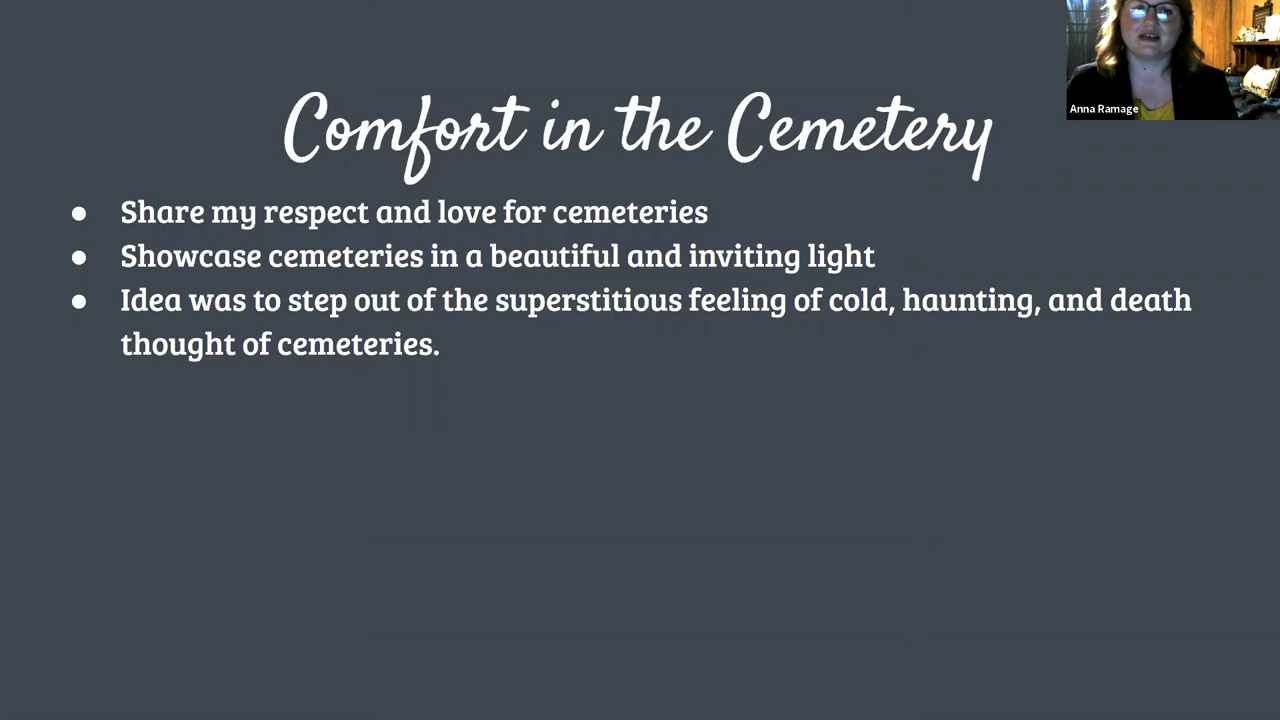 Anna Ramage
Comfort in the Cemetery
● Share my respect and love for cemeteries
● Showcase cemeteries in a beautiful and inviting light
● Idea was to step out of the superstitious feeling of cold, haunting, and death
thought of cemeteries.